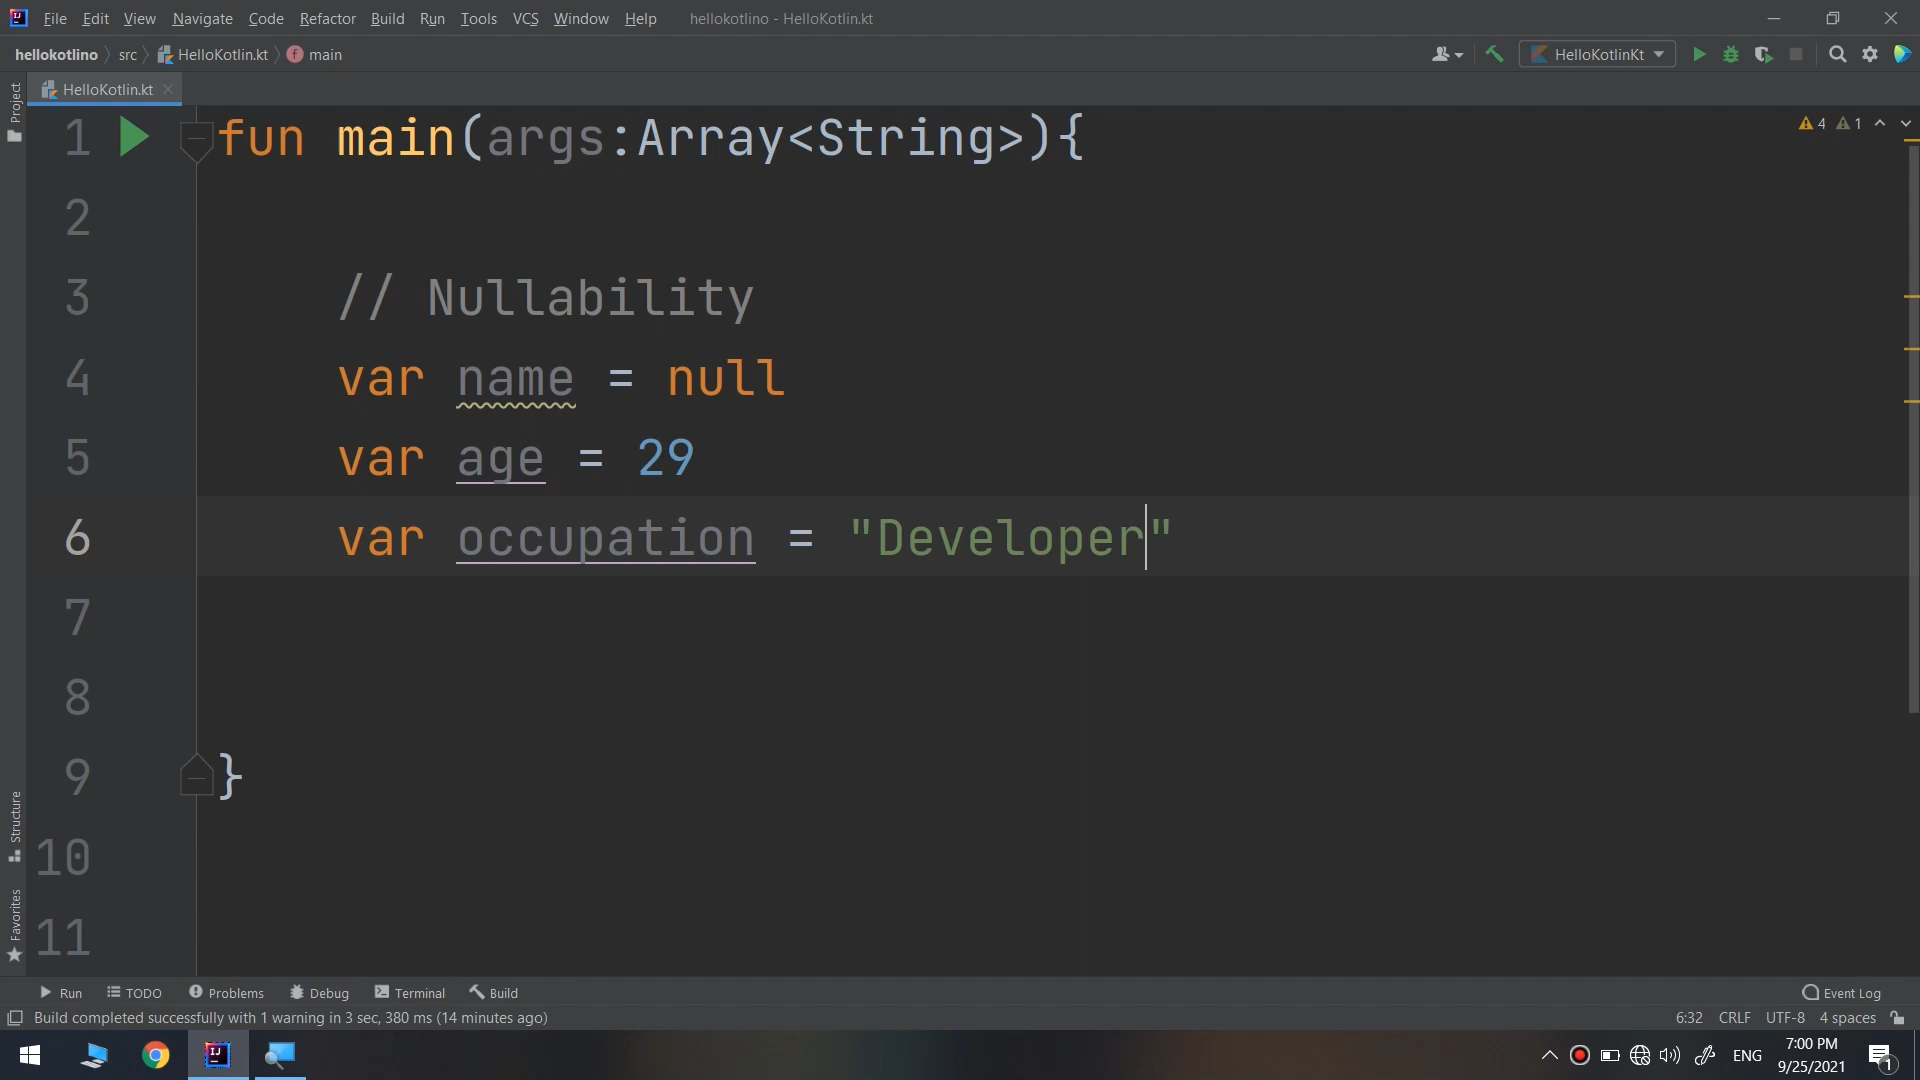 File Edit View Navigate Code Refactor Build Run Tools VCS Window Help hellokotlino - HelloKotlin.kt
hellokotlino src HelloKotlin.kt main HelloKotlinKt
HelloKotlin.kt
Project
1 fun main(args:Array<String>){
4 1
2
3 // Nullability
4 var name = null
5 var age = 29
6 var occupation = "Developer"
7
8
9 }
10
11
Structure
Favorites
Run TODO Problems Debug Terminal Build Event Log
Build completed successfully with 1 warning in 3 sec, 380 ms (14 minutes ago) 6:32 CRLF UTF-8 4 spaces
ENG 7:00 PM
9/25/2021
1